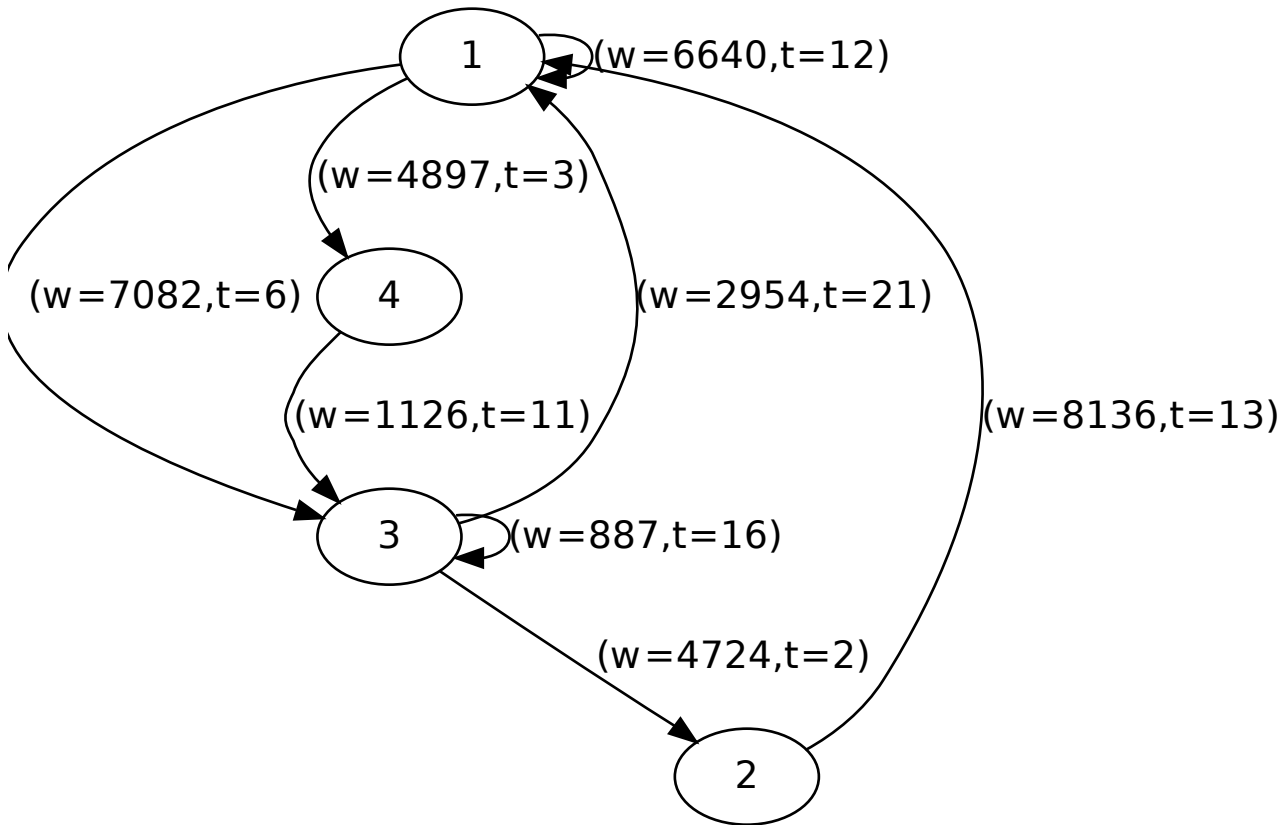 1
(w=6640,t=12)
(w=4897,t=3)
(w=7082,t=6)
4
(w=2954,t=21)
(w=1126,t=11)
(w=8136,t=13)
3
(w=887,t=16)
(w=4724,t=2)
2